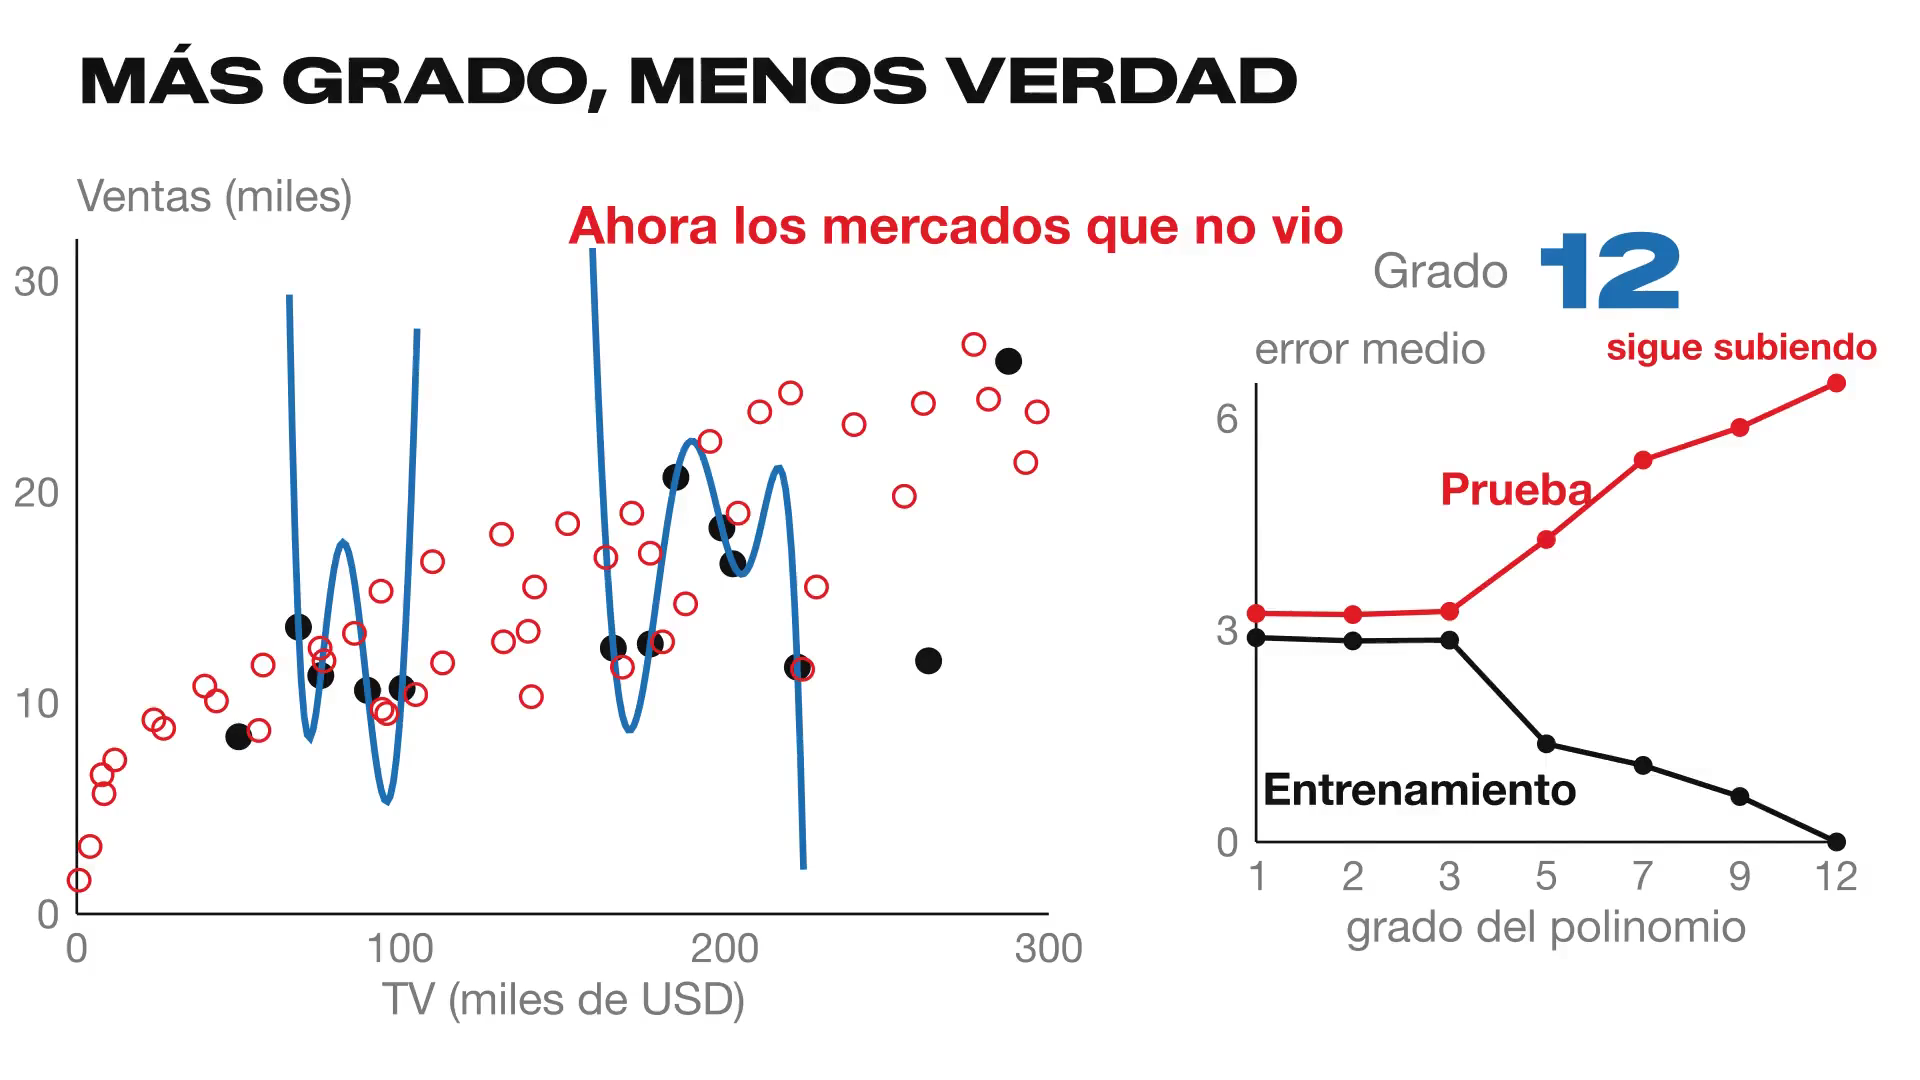 MÁS GRADO, MENOS VERDAD
Ventas (miles)
Ahora los mercados que no vio
Grado 12
30
20
10
0
0 100 200 300
TV (miles de USD)
error medio
sigue subiendo
6
3
0
Prueba
Entrenamiento
1 2 3 5 7 9 12
grado del polinomio